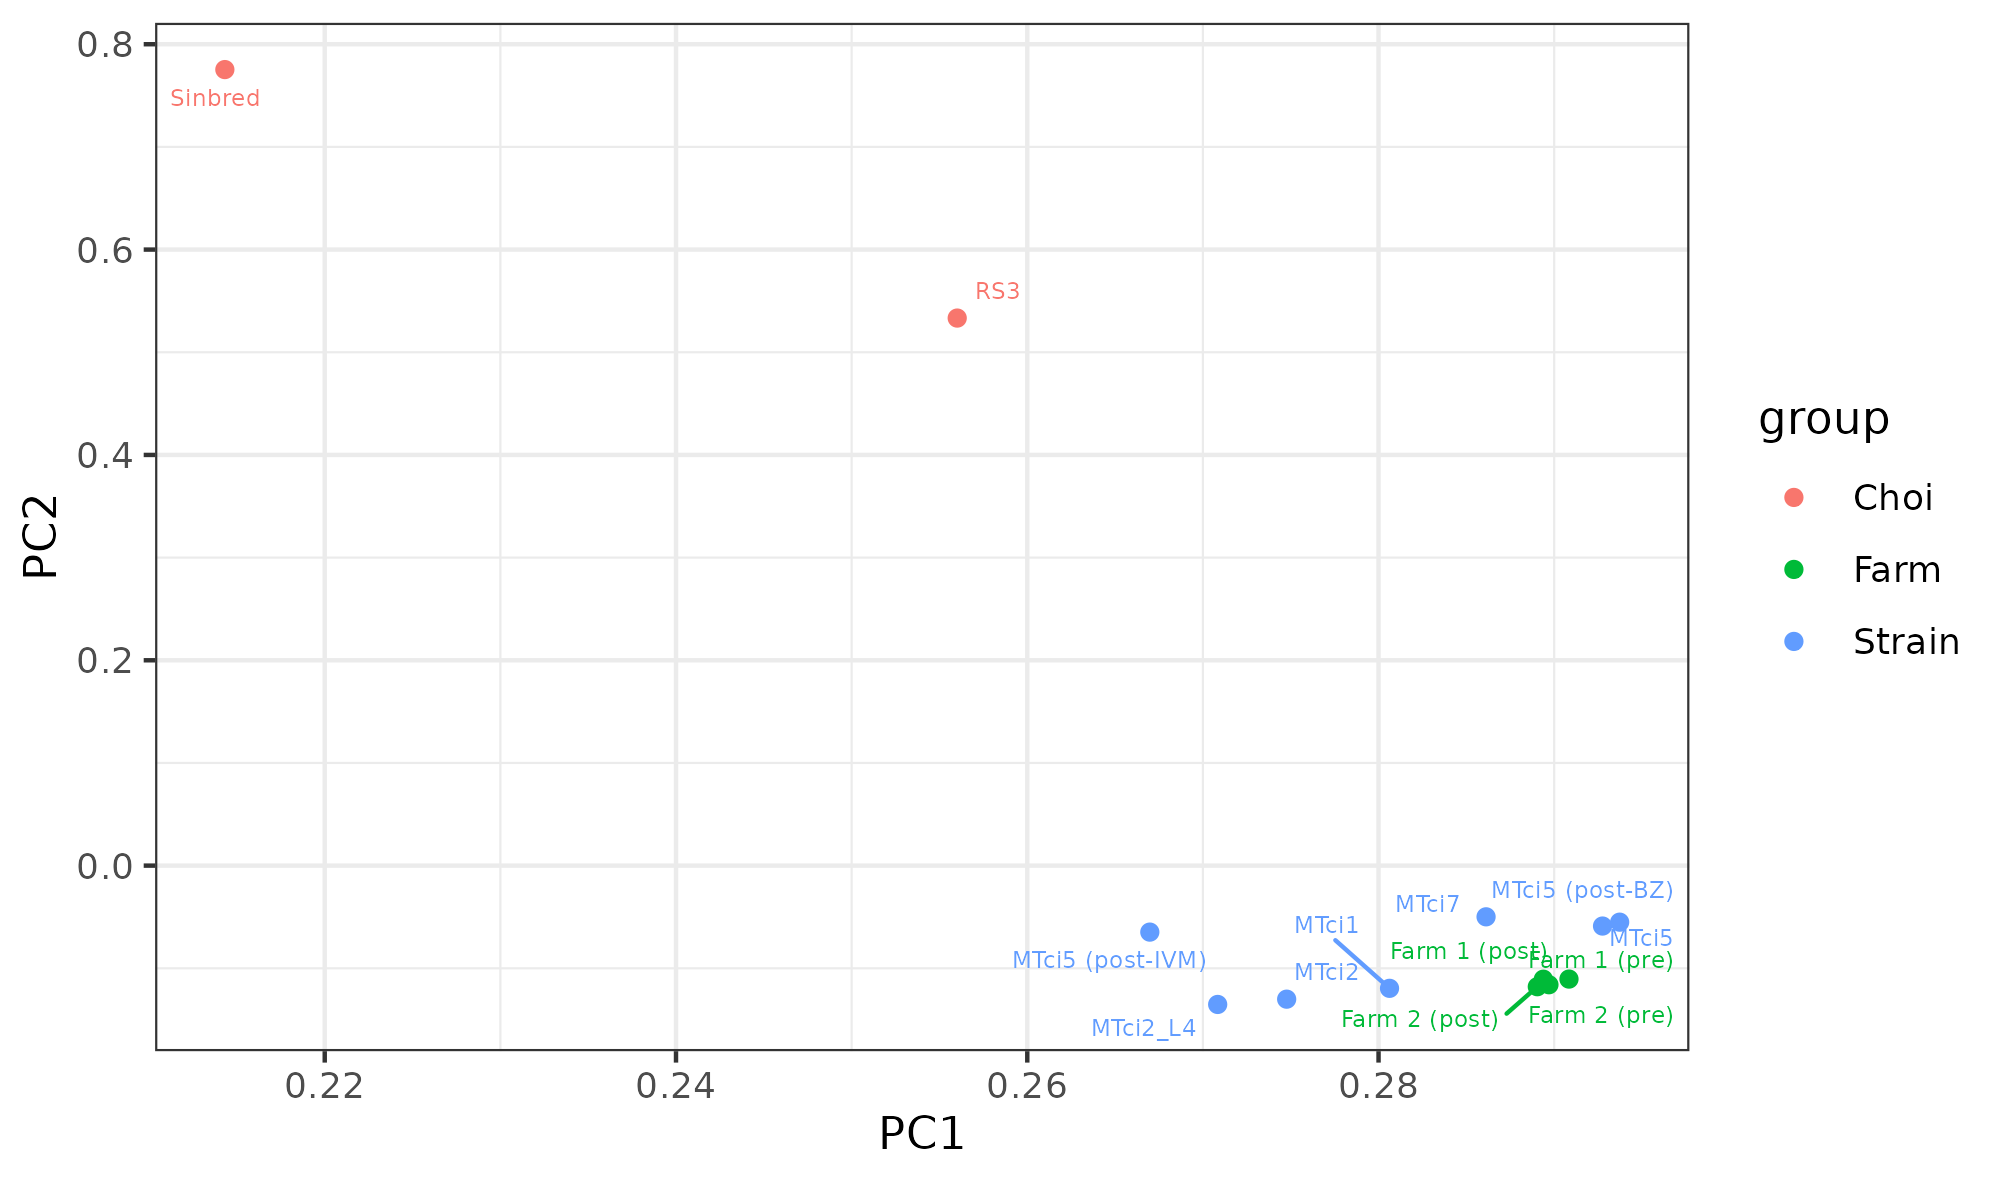 0.8
Sinbred
0.6
RS3
0.4
0.2
0.0
PC2
MTci5 (post-BZ)
MTci7
MTci1
MTci5
Farm 1 (post)
Farm 1 (pre)
MTci5 (post-IVM)
MTci2
Farm 2 (pre)
Farm 2 (post)
MTci2_L4
0.22
0.24
0.26
0.28
PC1
group
Choi
Farm
Strain